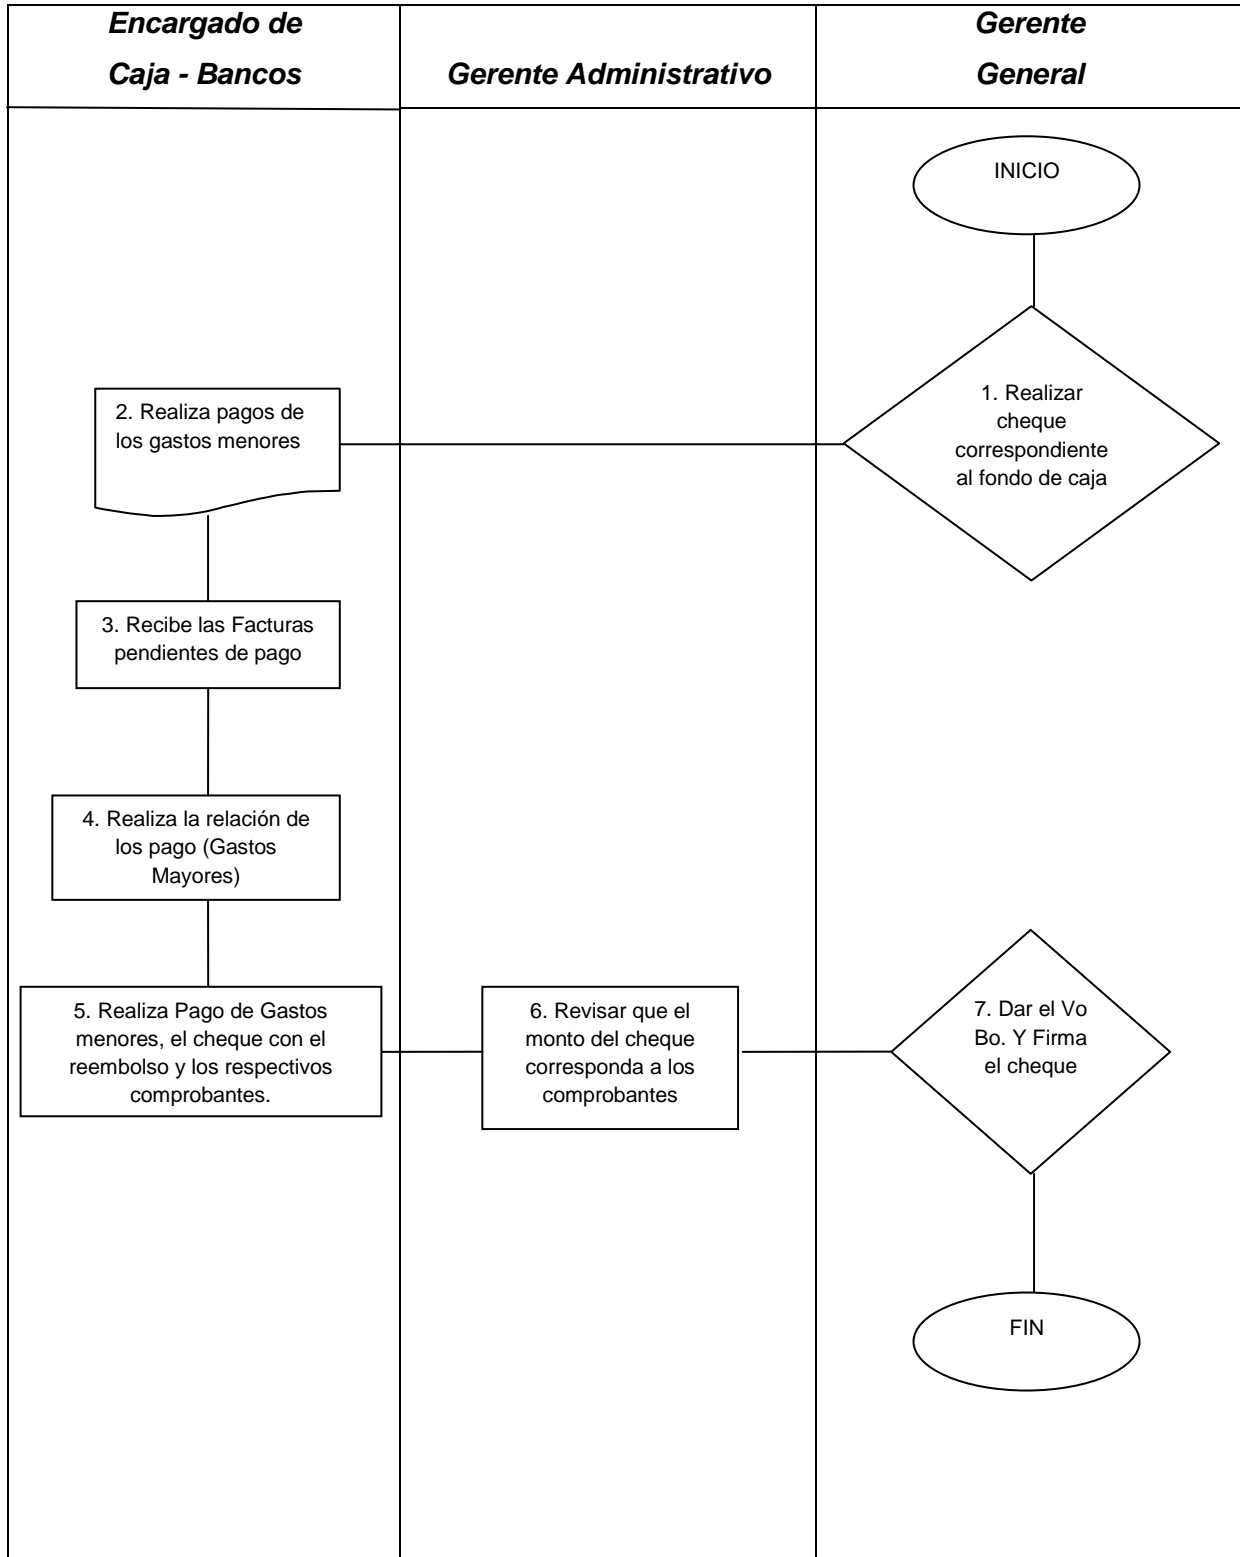 Encargado de
Caja - Bancos
Gerente Administrativo
Gerente
General
INICIO
1. Realizar
cheque
correspondiente
al fondo de caja
2. Realiza pagos de
los gastos menores
3. Recibe las Facturas
pendientes de pago
4. Realiza la relación de
los pago (Gastos
Mayores)
5. Realiza Pago de Gastos
menores, el cheque con el
reembolso y los respectivos
comprobantes.
6. Revisar que el
monto del cheque
corresponda a los
comprobantes
7. Dar el Vo
Bo. Y Firma
el cheque
FIN